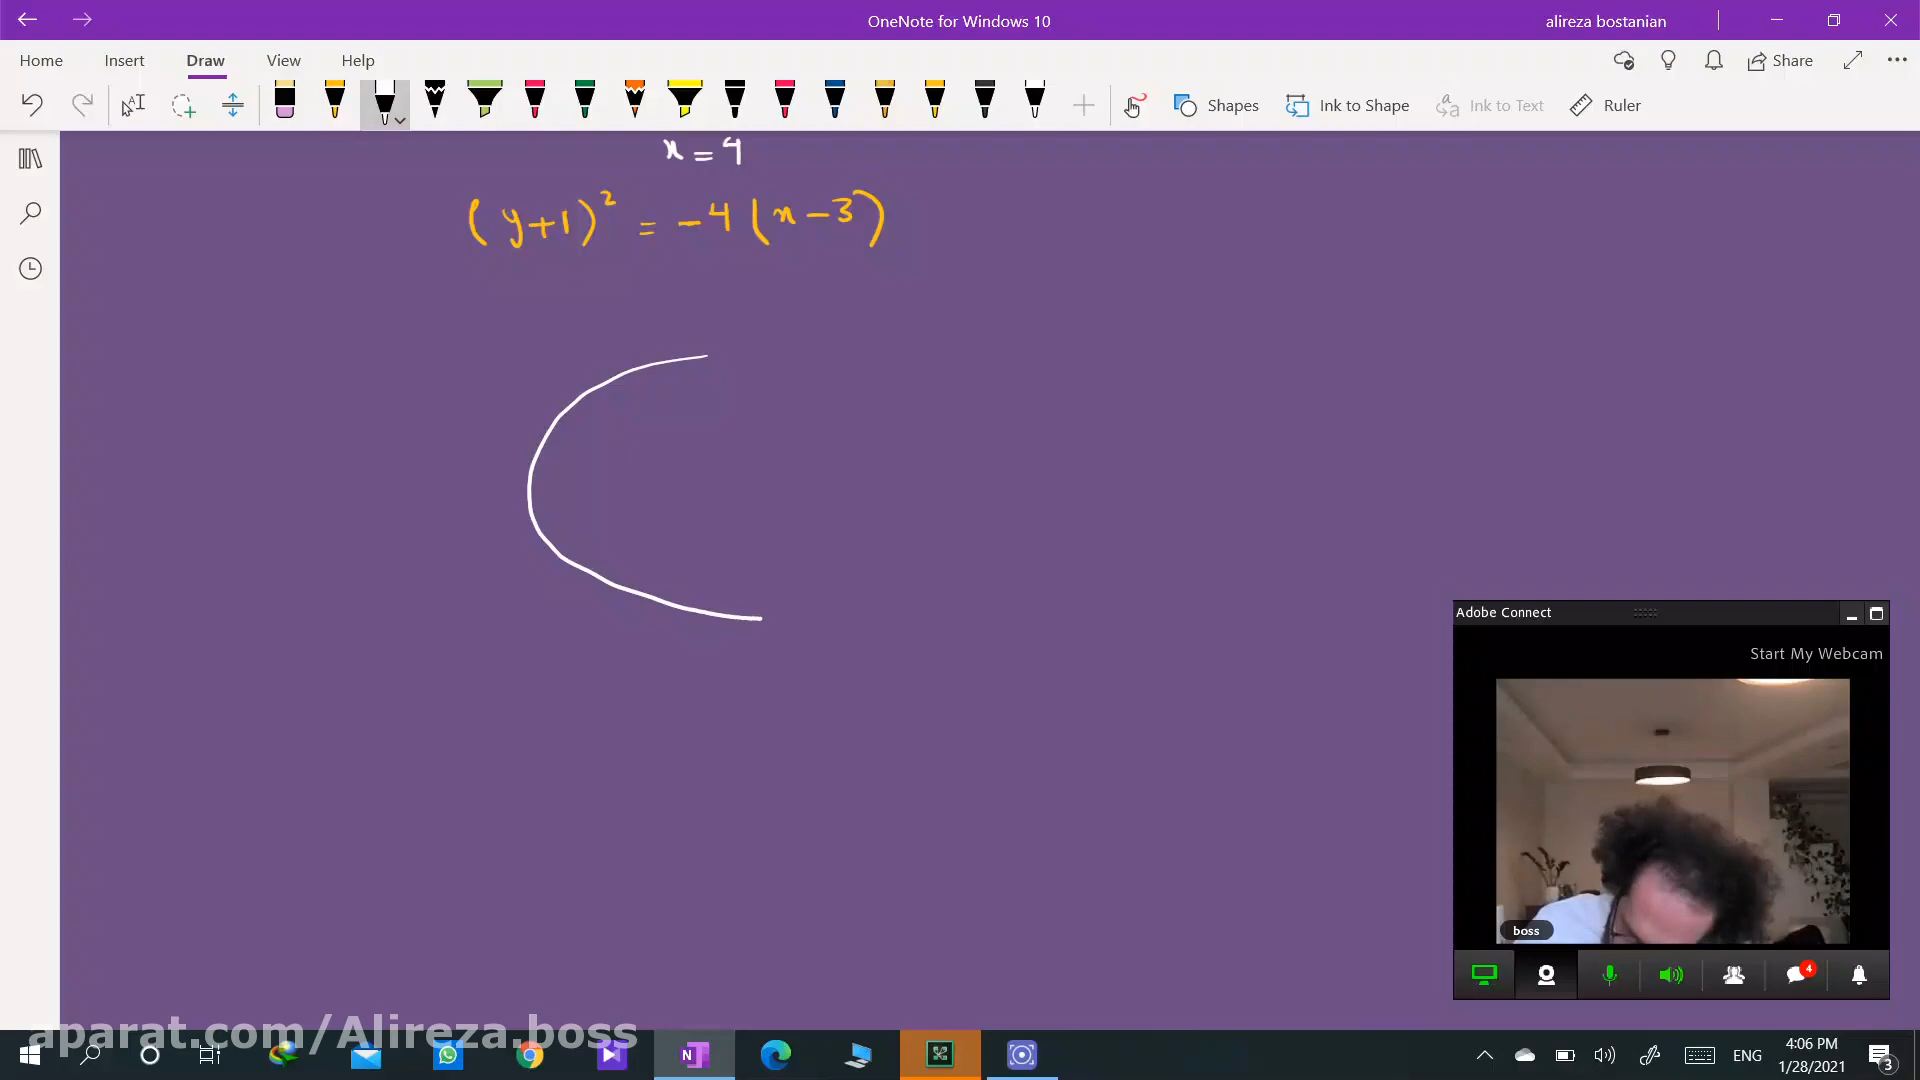 OneNote for Windows 10
alireza bostanian
Home
Insert
Draw
View
Help
Share
Shapes
Ink to Shape
Ink to Text
Ruler
x = 4
(y+1)² = -4(x-3)
Adobe Connect
Start My Webcam
boss
4
aparat.com/Alireza.boss
ENG
4:06 PM
1/28/2021
3